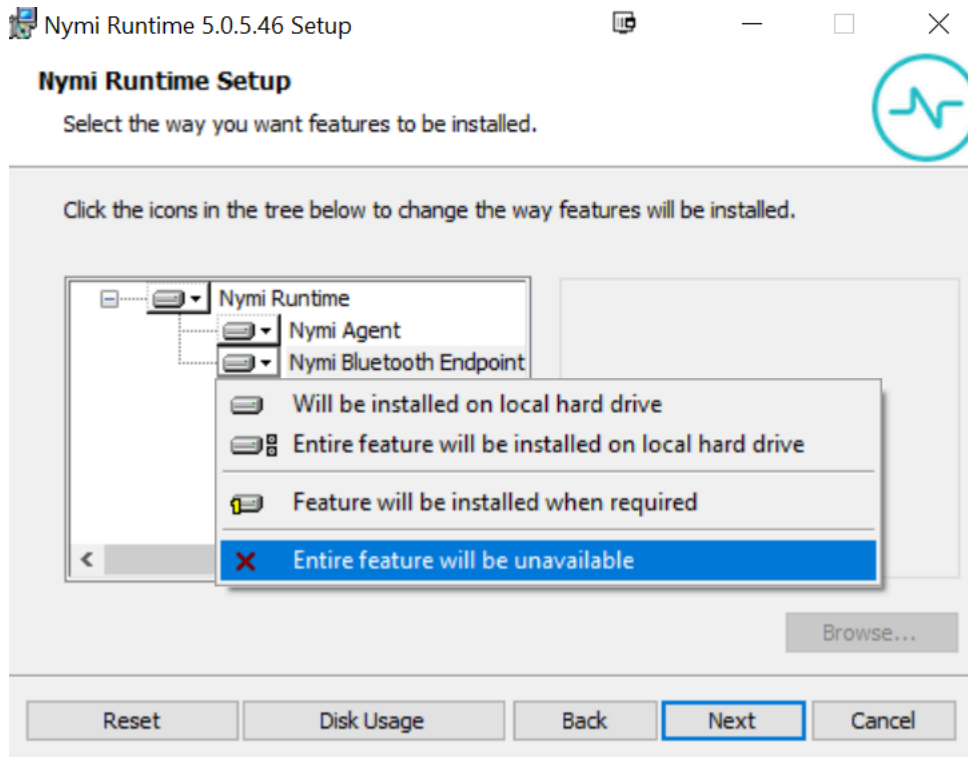 Nymi Runtime 5.0.5.46 Setup
Nymi Runtime Setup
Select the way you want features to be installed.
Click the icons in the tree below to change the way features will be installed.
Nymi Runtime
Nymi Agent
Nymi Bluetooth Endpoint
Will be installed on local hard drive
Entire feature will be installed on local hard drive
Feature will be installed when required
Entire feature will be unavailable
Browse...
Reset Disk Usage Back Next Cancel